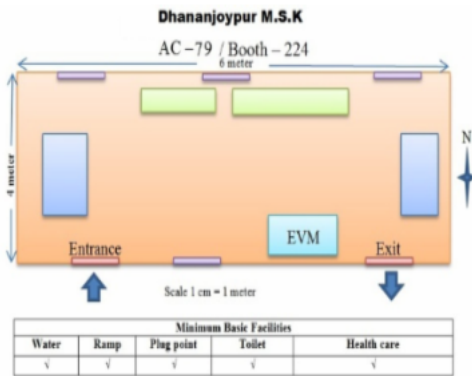 Dhananjoypur M.S.K
AC –79 / Booth – 224
6 meter
4 meter
N
EVM
Entrance
Exit
Scale 1 cm = 1 meter
Minimum Basic Facilities
Water Ramp Plug point Toilet Health care
√ √ √ √ √